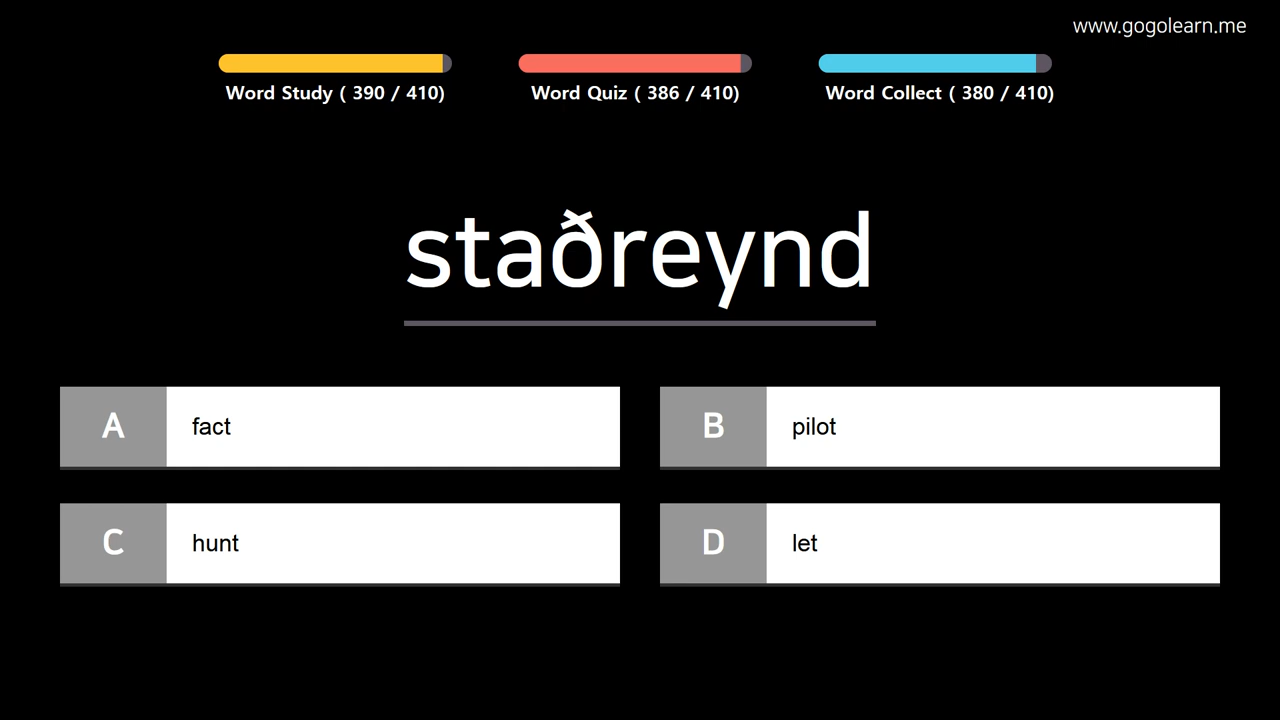 www.gogolearn.me
Word Study ( 390 / 410)
Word Quiz ( 386 / 410)
Word Collect ( 380 / 410)
staðreynd
A fact
B pilot
C hunt
D let